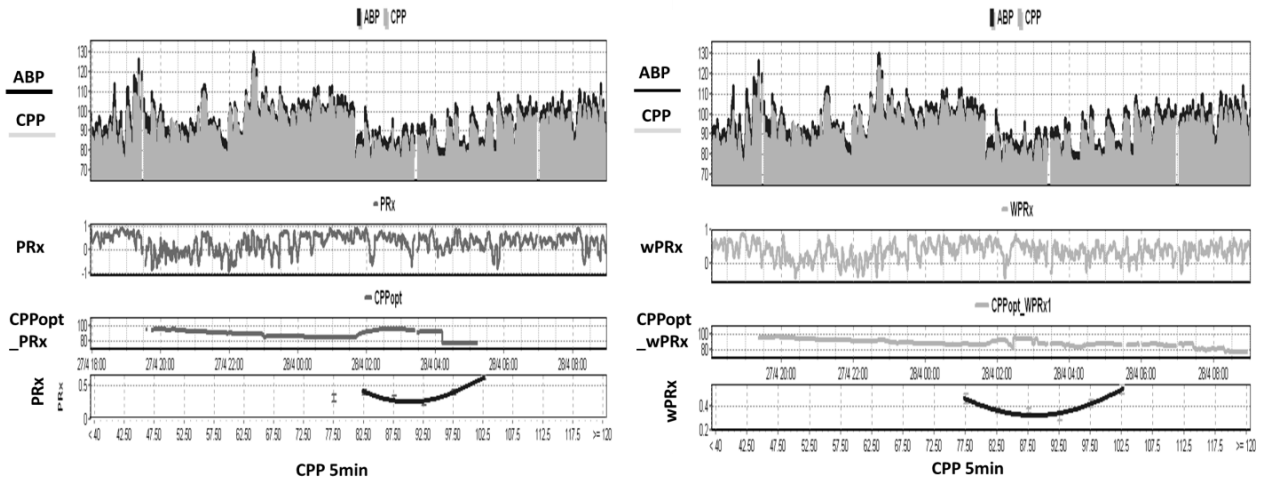 ABP CPP
ABP
CPP
130
120
110
100
90
80
70
PRx
PRx
1
0
-1
CPPopt
CPPopt
_PRx
100
80
27/4 18:00 27/4 20:00 27/4 22:00 28/4 00:00 28/4 02:00 28/4 04:00 28/4 06:00 28/4 08:00
PRx
PRx
0.5
0
< 40 42.50 47.50 52.50 57.50 62.50 67.50 72.50 77.50 82.50 87.50 92.50 97.50 102.5 107.5 112.5 117.5 >= 120
CPP 5min
ABP CPP
ABP
CPP
130
120
110
100
90
80
70
WPRx
wPRx
1
0
CPPopt_WPRx1
CPPopt
_wPRx
100
80
27/4 20:00 27/4 22:00 28/4 00:00 28/4 02:00 28/4 04:00 28/4 06:00 28/4 08:00
wPRx
0.4
0.2
< 40 42.50 47.50 52.50 57.50 62.50 67.50 72.50 77.50 82.50 87.50 92.50 97.50 102.5 107.5 112.5 117.5 >= 120
CPP 5min